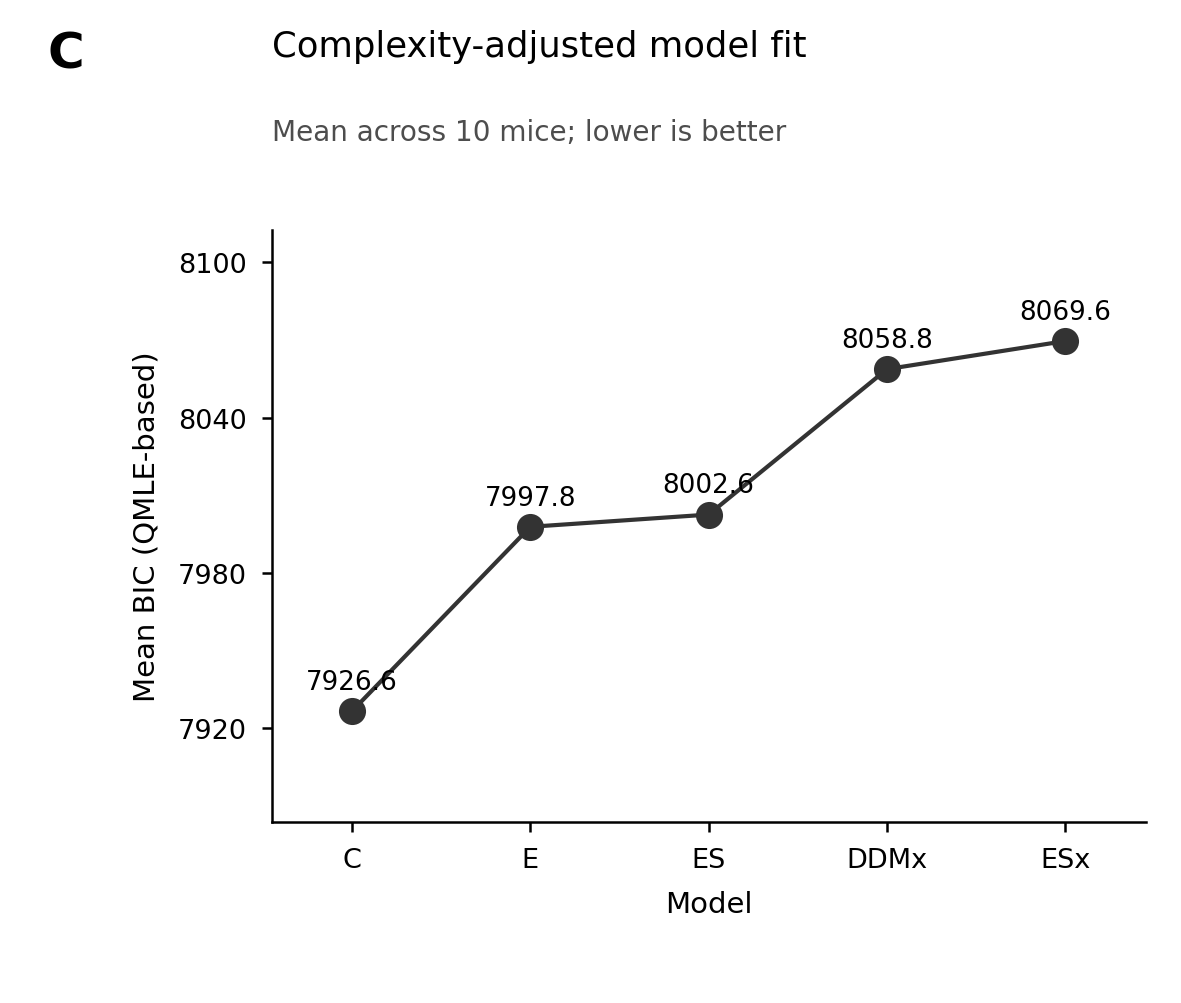 C
Complexity-adjusted model fit
Mean across 10 mice; lower is better
Mean BIC (QMLE-based)
8100
8040
7980
7920
7926.6
7997.8
8002.6
8058.8
8069.6
C
E
ES
DDMx
ESx
Model